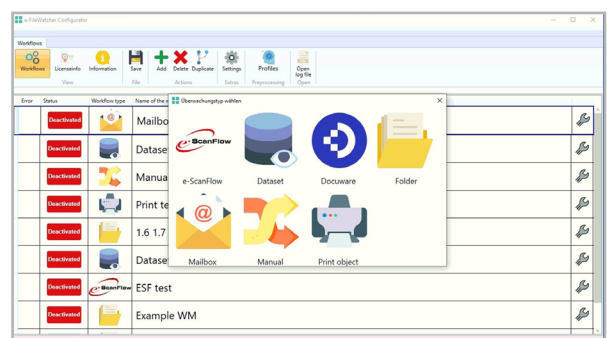 e-FileWatcher Configurator
Workflows
Workflows Licenseinfo Information Save Add Delete Duplicate Settings Profiles Open log file
View File Actions Extras Preprocessing Open
Error Status Workflow type Name of the
Überwachungstyp wählen
Deactivated Mailbo
Deactivated Datase
Deactivated Manua
Deactivated Print te
Deactivated 1.6 1.7
Deactivated Datase
Deactivated e-ScanFlow ESF test
Deactivated Example WM
e-ScanFlow
e-ScanFlow Dataset Docuware Folder
Mailbox Manual Print object